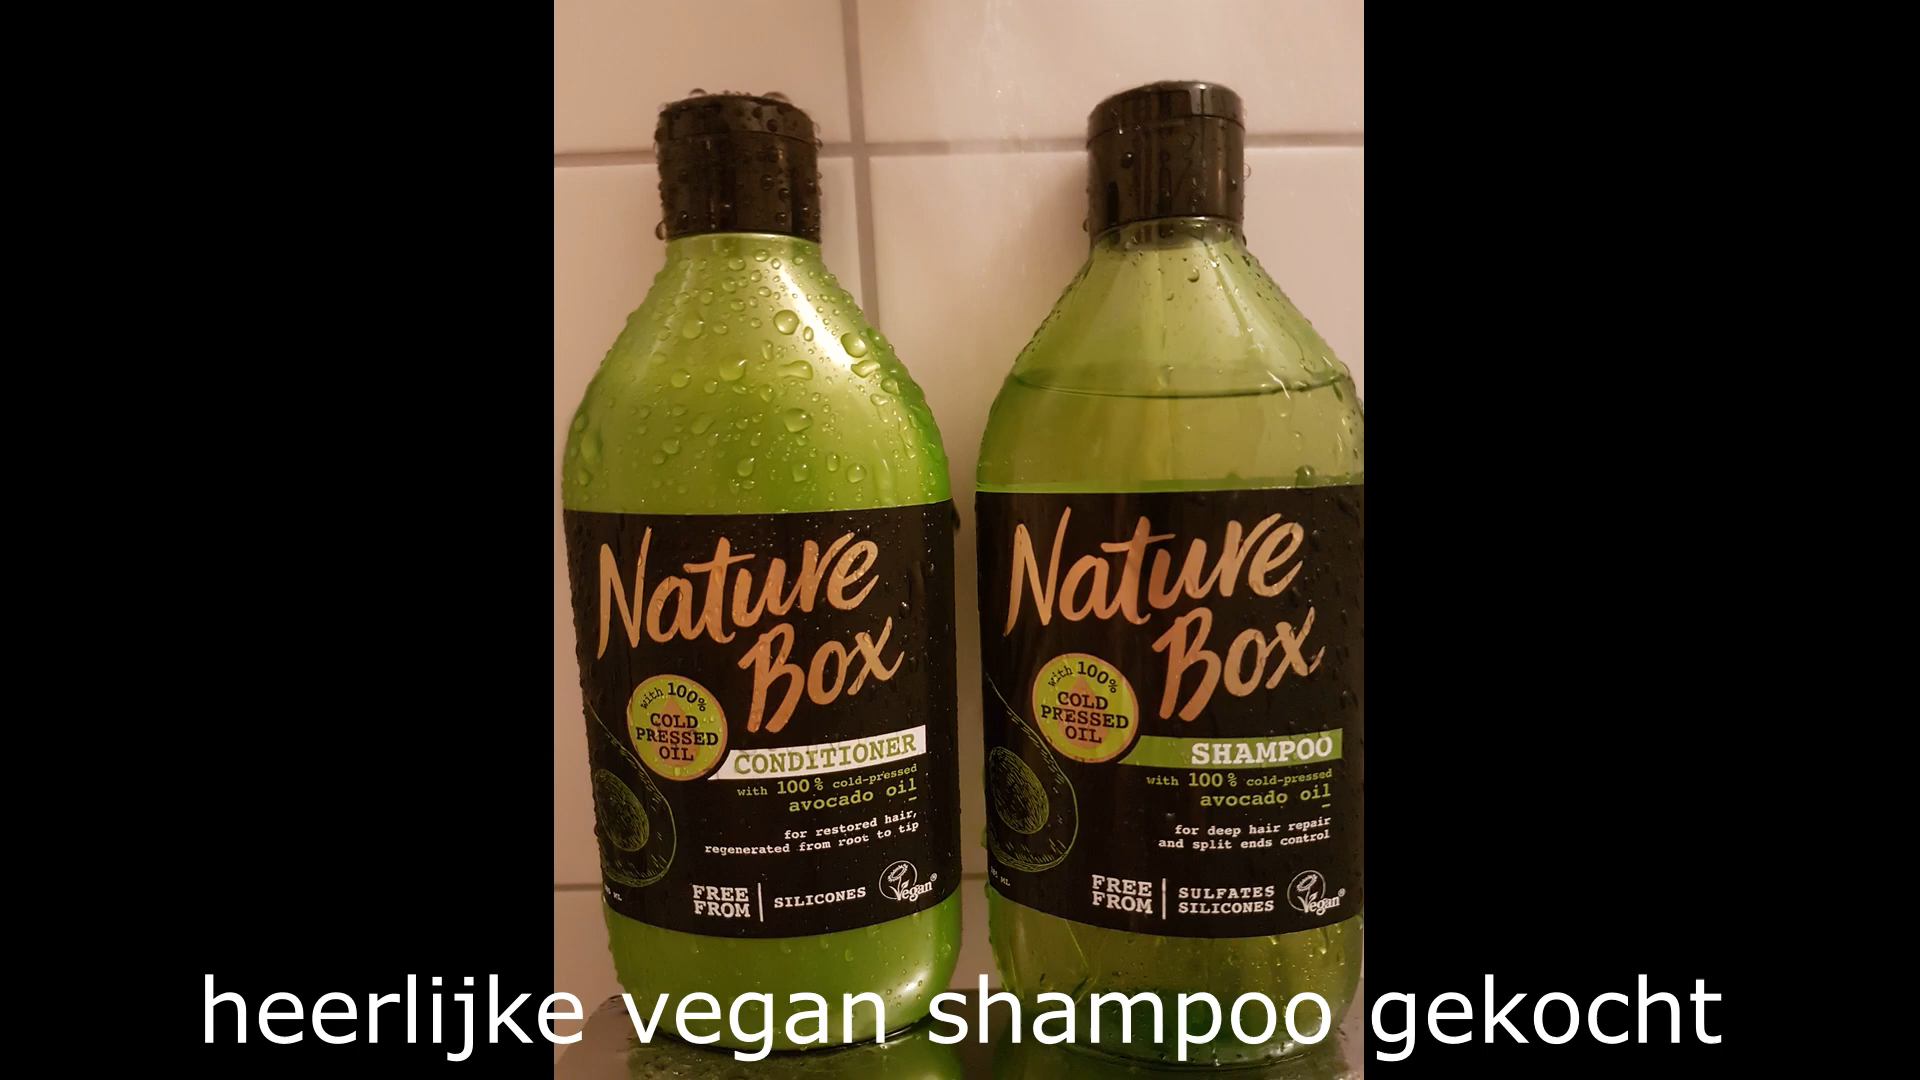 Nature
Box
with 100%
COLD
PRESSED
OIL
CONDITIONER
with 100% cold-pressed
avocado oil
for restored hair,
regenerated from root to tip
FREE
FROM
SILICONES
Vegan®
ML
Nature
Box
with 100%
COLD
PRESSED
OIL
SHAMPOO
with 100% cold-pressed
avocado oil
for deep hair repair
and split ends control
FREE
FROM
SULFATES
SILICONES
Vegan®
ML
heerlijke vegan shampoo gekocht